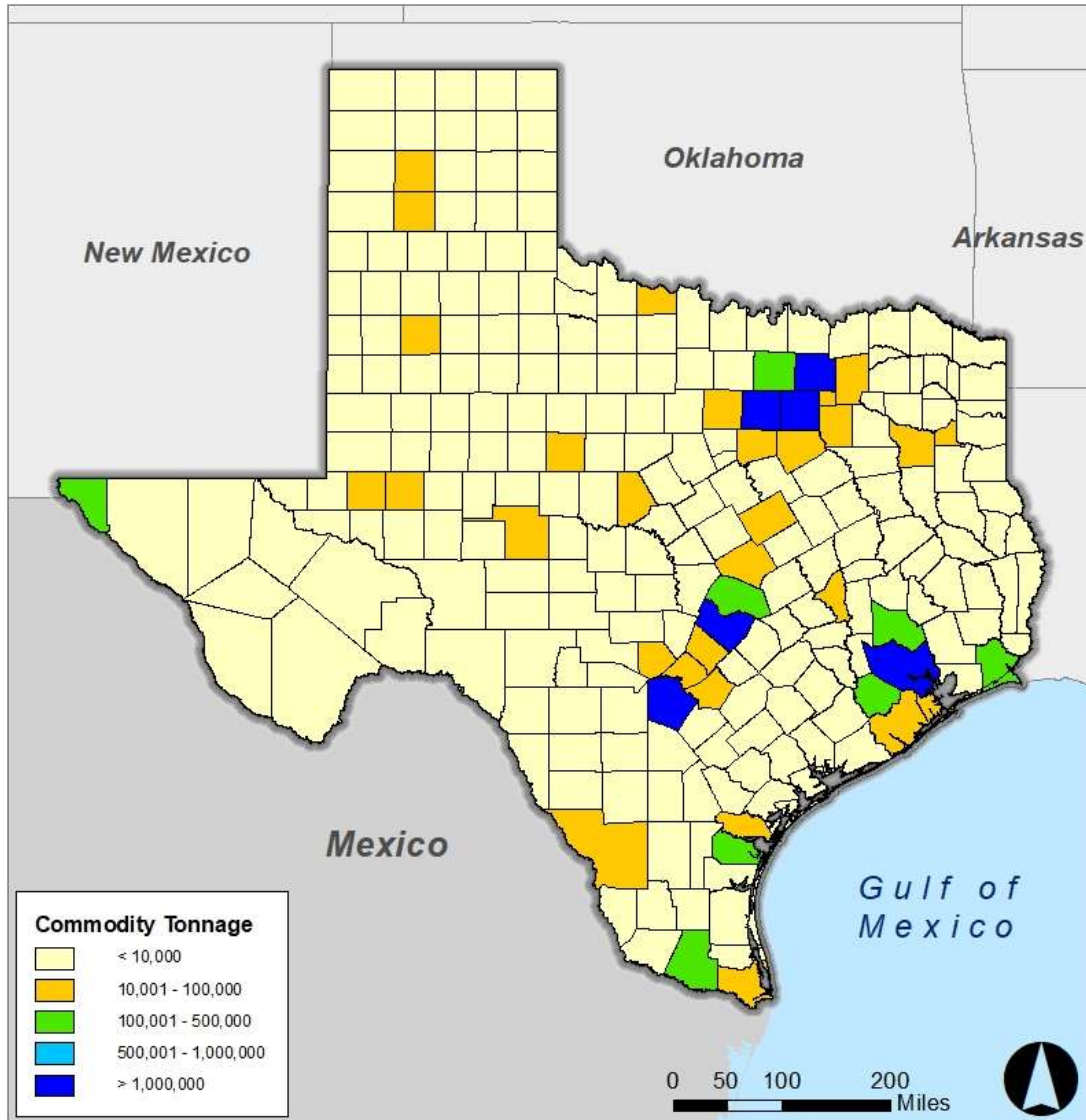 Oklahoma
New Mexico
Arkansas
Mexico
Gulf of
Mexico
Commodity Tonnage
< 10,000
10,001 - 100,000
100,001 - 500,000
500,001 - 1,000,000
> 1,000,000
0 50 100 200
Miles